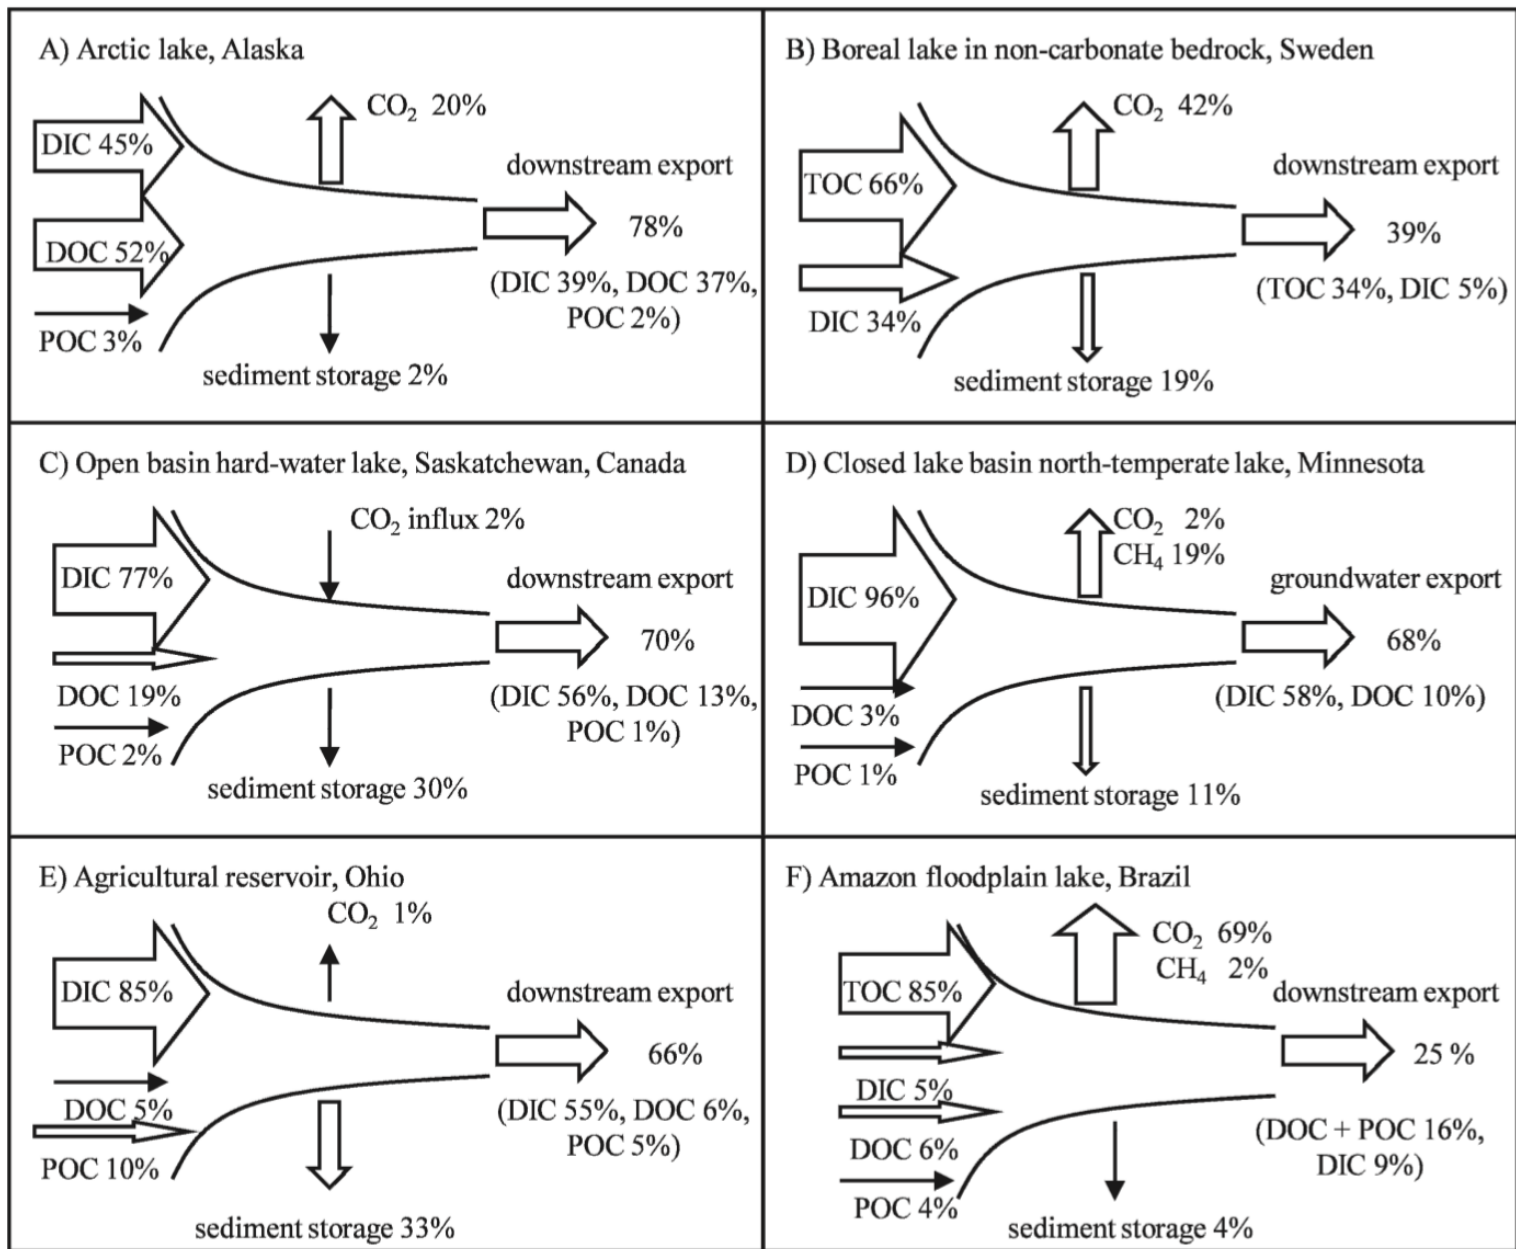 A) Arctic lake, Alaska
CO₂ 20%
DIC 45%
downstream export
78%
DOC 52%
(DIC 39%, DOC 37%,
POC 2%)
POC 3%
sediment storage 2%
B) Boreal lake in non-carbonate bedrock, Sweden
CO₂ 42%
downstream export
TOC 66%
39%
(TOC 34%, DIC 5%)
DIC 34%
sediment storage 19%
C) Open basin hard-water lake, Saskatchewan, Canada
CO₂ influx 2%
DIC 77%
downstream export
70%
DOC 19%
(DIC 56%, DOC 13%,
POC 1%)
POC 2%
sediment storage 30%
D) Closed lake basin north-temperate lake, Minnesota
CO₂ 2%
CH₄ 19%
groundwater export
DIC 96%
68%
(DIC 58%, DOC 10%)
DOC 3%
POC 1%
sediment storage 11%
E) Agricultural reservoir, Ohio
CO₂ 1%
DIC 85%
downstream export
66%
DOC 5%
(DIC 55%, DOC 6%,
POC 5%)
POC 10%
sediment storage 33%
F) Amazon floodplain lake, Brazil
CO₂ 69%
CH₄ 2%
TOC 85%
downstream export
25 %
DIC 5%
DOC 6%
(DOC + POC 16%,
DIC 9%)
POC 4%
sediment storage 4%